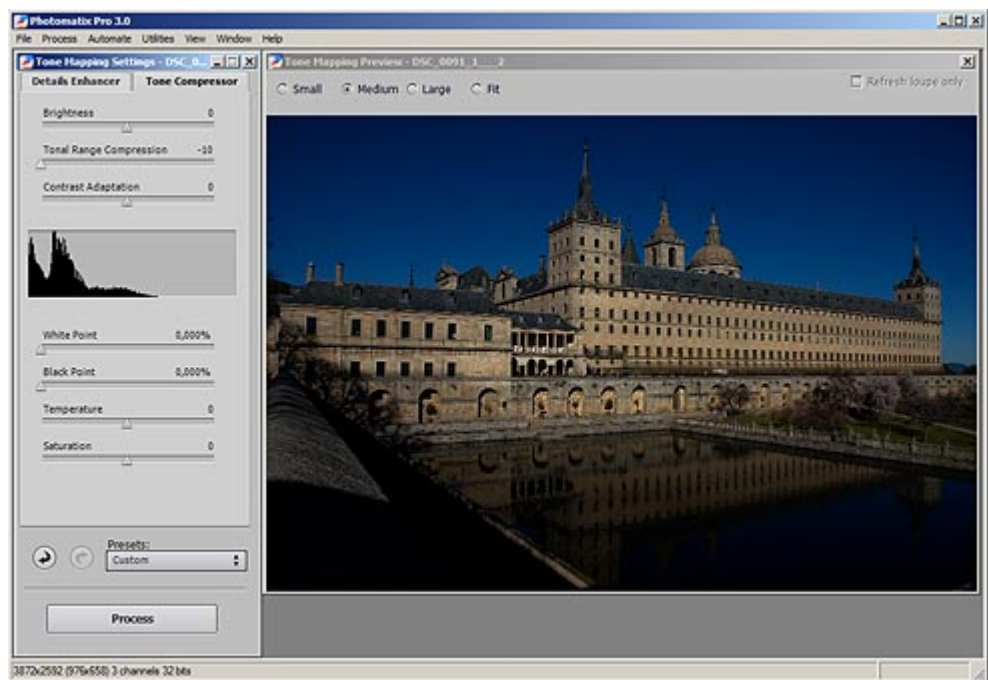 Photomatix Pro 3.0
File Process Automate Utilities View Window Help
Tone Mapping Settings - DSC_0...
Details Enhancer Tone Compressor
Brightness 0
Tonal Range Compression -10
Contrast Adaptation 0
White Point 0,000%
Black Point 0,000%
Temperature 0
Saturation 0
Presets:
Custom
Process
Tone Mapping Preview - DSC_0091_1___2
Small Medium Large Fit
Refresh loupe only
3872x2592 (976x658) 3 channels 32 bits